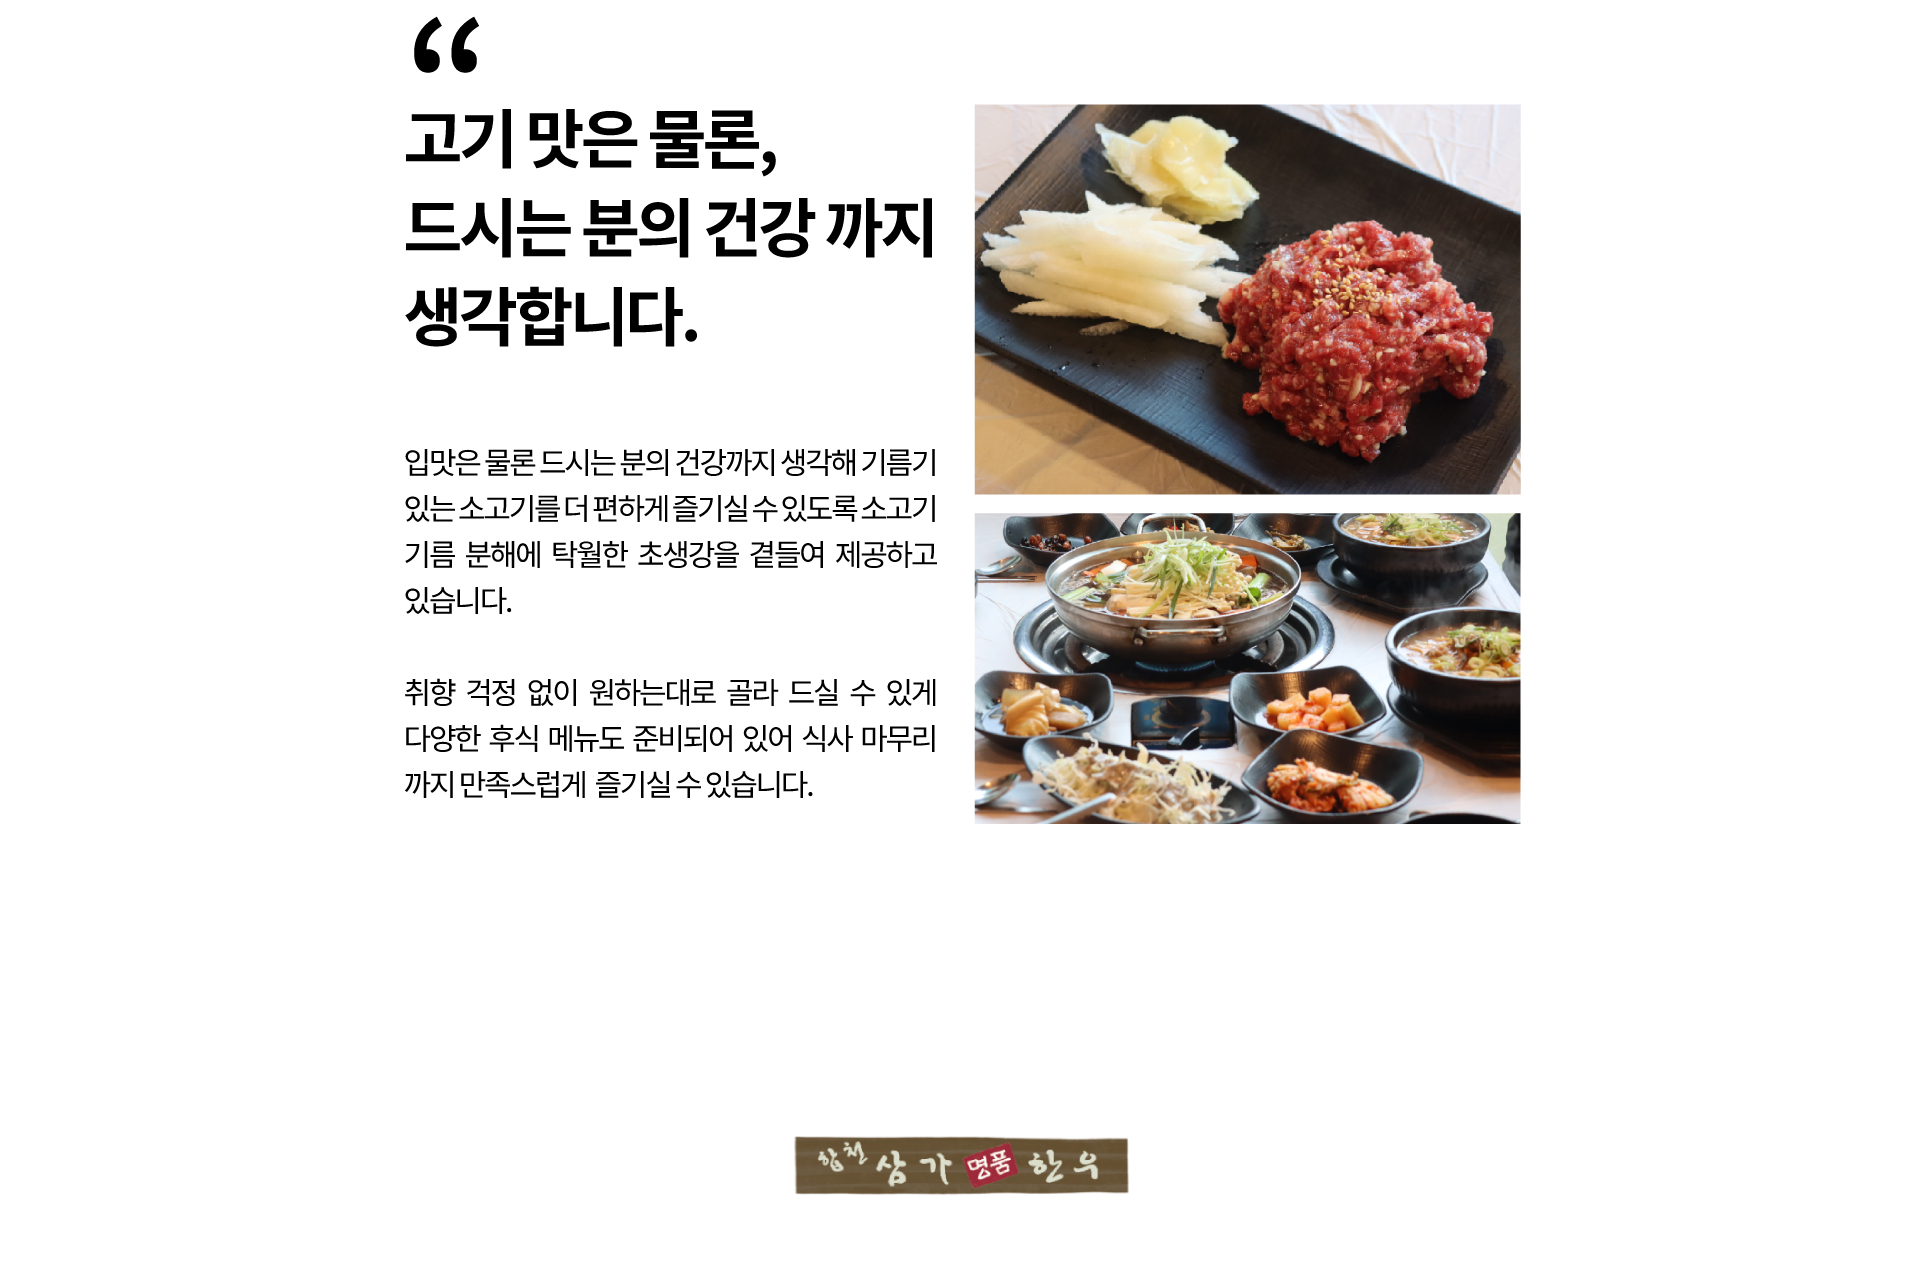 “
고기 맛은 물론,
드시는 분의 건강 까지
생각합니다.
입맛은 물론 드시는 분의 건강까지 생각해 기름기
있는 소고기를 더 편하게 즐기실 수 있도록 소고기
기름 분해에 탁월한 초생강을 곁들여 제공하고
있습니다.
취향 걱정 없이 원하는대로 골라 드실 수 있게
다양한 후식 메뉴도 준비되어 있어 식사 마무리
까지 만족스럽게 즐기실 수 있습니다.
합천 삼가 명품 한우